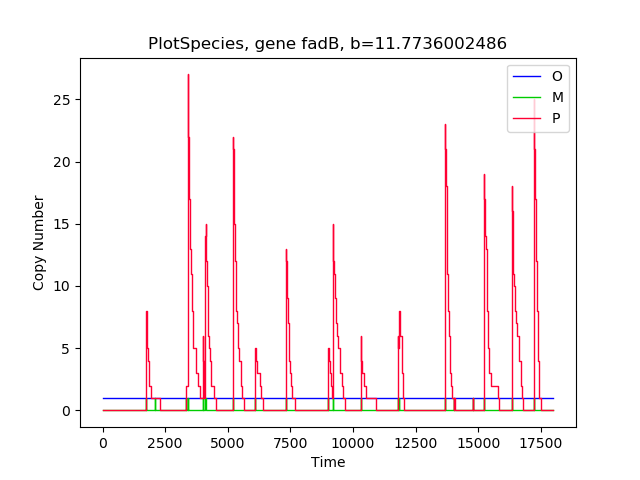 PlotSpecies, gene fadB, b=11.7736002486
O
M
P
25
20
15
10
5
0
Copy Number
0 2500 5000 7500 10000 12500 15000 17500
Time